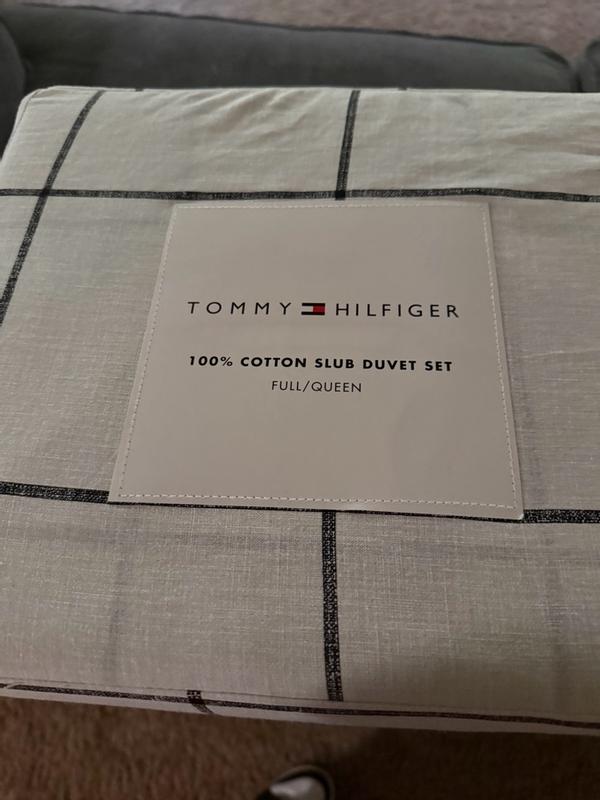 TOMMY HILFIGER
100% COTTON SLUB DUVET SET
FULL/QUEEN